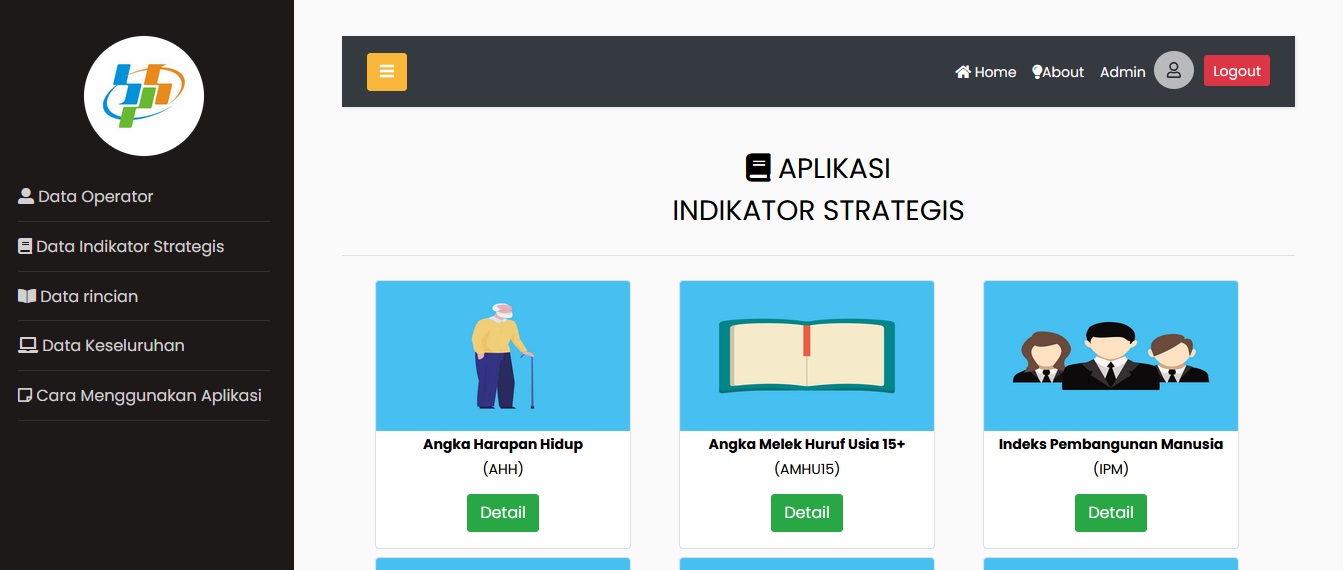 Data Operator
Data Indikator Strategis
Data rincian
Data Keseluruhan
Cara Menggunakan Aplikasi
Home About Admin Logout
APLIKASI
INDIKATOR STRATEGIS
Angka Harapan Hidup
(AHH)
Detail
Angka Melek Huruf Usia 15+
(AMHU15)
Detail
Indeks Pembangunan Manusia
(IPM)
Detail